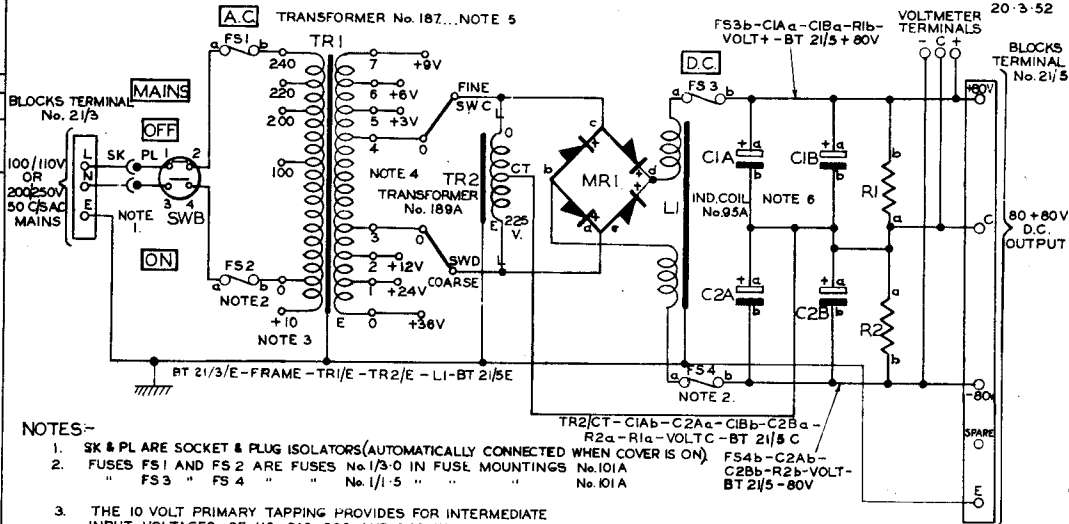 A.C
TRANSFORMER No. 187...NOTE 5
20·3·52
FS3b-C1Aa-C1Ba-R1b-
VOLT+-BT 21/5+80V
VOLTMETER
TERMINALS
- C +
BLOCKS
TERMINAL
No. 21/5
D.C.
a FS1 b
TR1
240
220
200
100
0
+10
7 +9V
6 +6V
5 +3V
4
0
FINE
SWC
NOTE 4
3
0
2 +12V
1 +24V
0 +36V
E
SWD
COARSE
L
O
CT
TR2
TRANSFORMER
No. 189A
225
V.
E
L
MR1
b
c
d
e
L1
IND.COIL
No.95A
NOTE 6
a FS3 b
C1A
C1B
R1
C2A
C2B
R2
+80V
C
-80V
SPARE
E
80+80V
D.C.
OUTPUT
MAINS
OFF
ON
BLOCKS TERMINAL
No. 21/3
L
N
E
100/110V
OR
200/250V
50 C/SAC
MAINS
SK PL 1 2
3 4
SWB
NOTE
1.
a FS2 b
NOTE2
NOTE 3
a FS4 b
NOTE 2.
BT 21/3/E-FRAME-TR1/E-TR2/E-L1-BT 21/5E
TR2/CT-C1Ab-C2Aa-C1Bb-C2Ba-
R2a-R1a-VOLT C-BT 21/5 C
FS4b-C2Ab-
C2Bb-R2b-VOLT-
BT 21/5-80V
NOTES:-
1. SK & PL ARE SOCKET & PLUG ISOLATORS(AUTOMATICALLY CONNECTED WHEN COVER IS ON)
2. FUSES FS1 AND FS2 ARE FUSES No.1/3·0 IN FUSE MOUNTINGS No.101A
" FS3 " FS4 " " No.1/1·5 " " " No.101A
3. THE 10 VOLT PRIMARY TAPPING PROVIDES FOR INTERMEDIATE